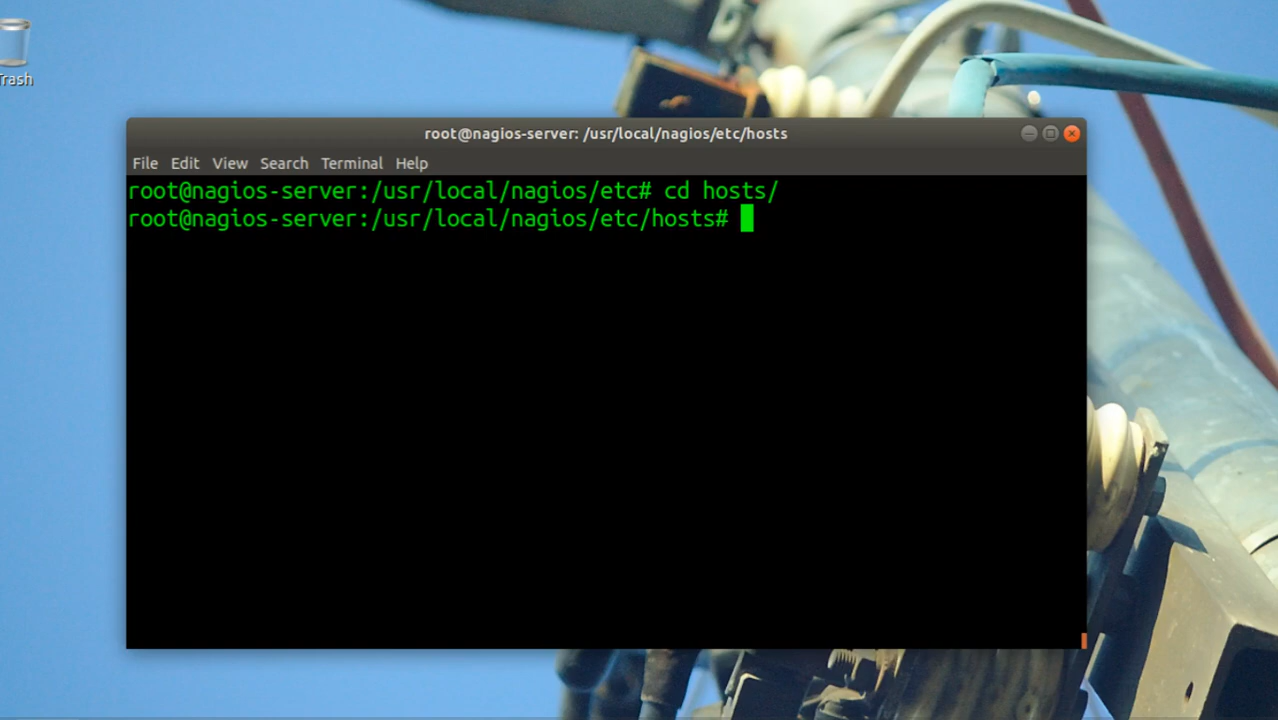 Trash
root@nagios-server: /usr/local/nagios/etc/hosts
File Edit View Search Terminal Help
root@nagios-server:/usr/local/nagios/etc# cd hosts/
root@nagios-server:/usr/local/nagios/etc/hosts#